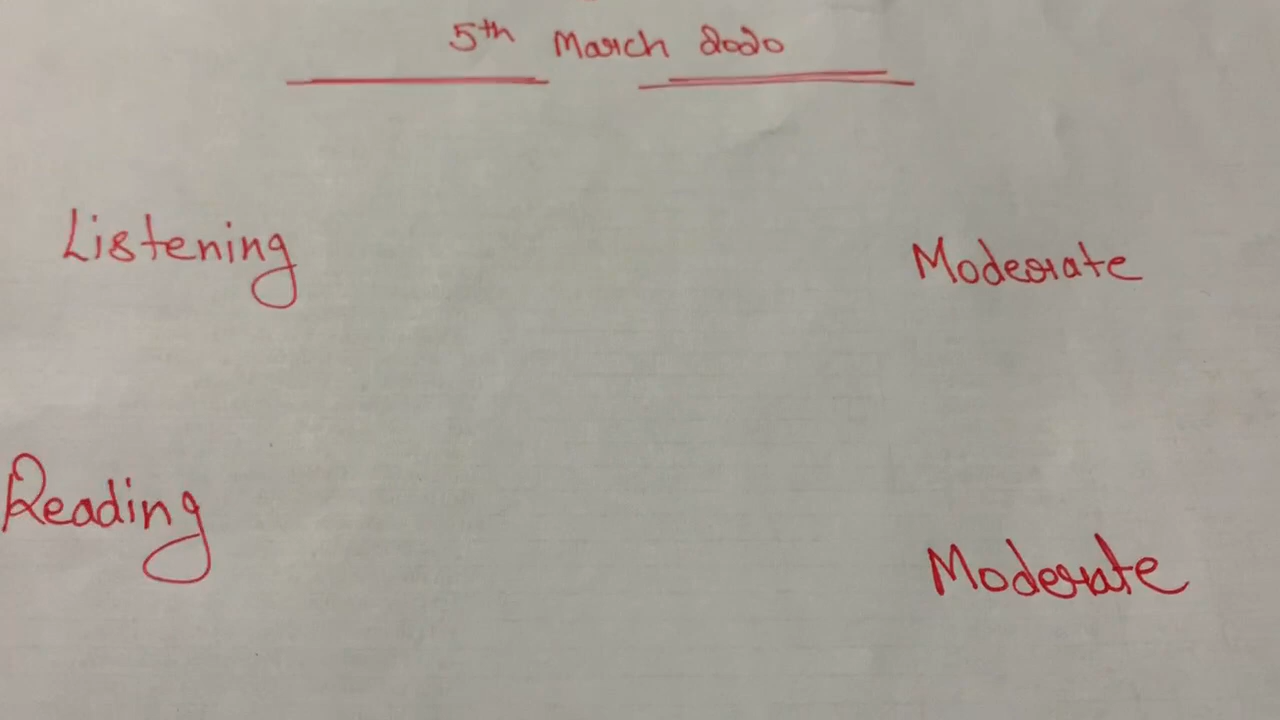 5th March 2020
Listening Moderate
Reading
Moderate